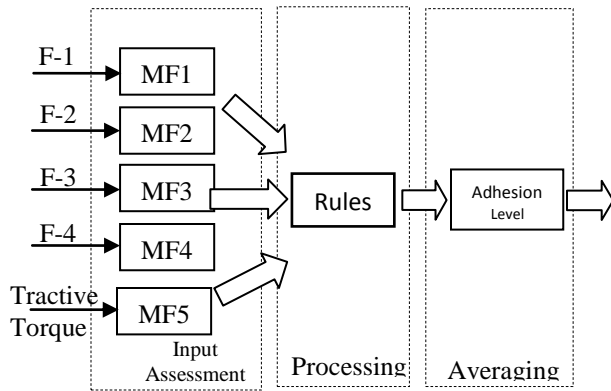 F-1
MF1
F-2
MF2
F-3
MF3
F-4
MF4
Tractive
Torque
MF5
Input
Assessment
Rules
Processing
Adhesion
Level
Averaging